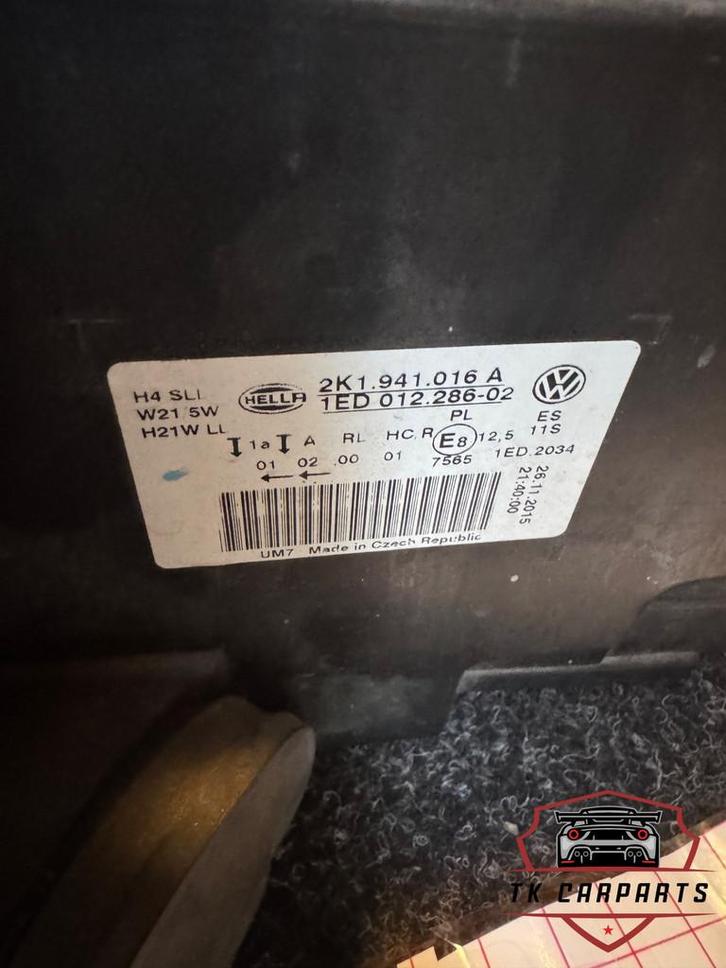 H4 SLL
W21/5W
H21W LL
HELLA
2K1.941.016 A
1ED 012.286-02
PL
ES
1a A RL HC R E8 12,5 11S
01 02 00 01 7565 1ED.2034
26.11.2015
21:40:00
UM7 Made in Czech Republic
TK CARPARTS